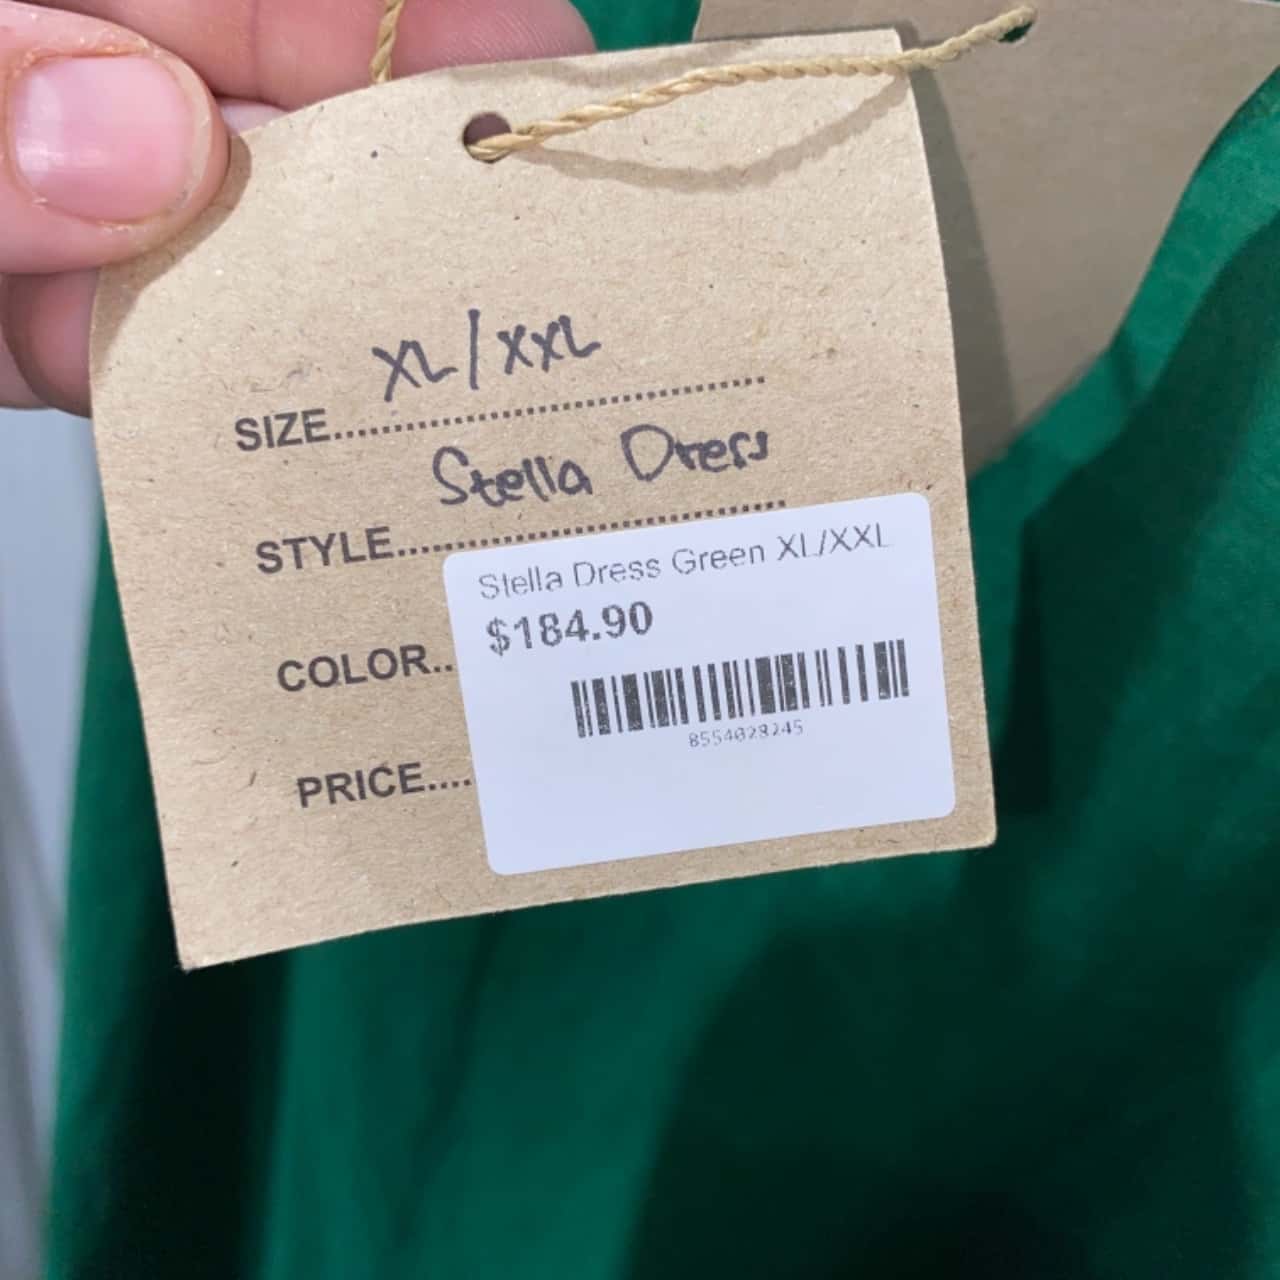 XL/XXL
SIZE..............................
Stella Dress
STYLE..............................
Stella Dress Green XL/XXL
$184.90
COLOR..
8554028245
PRICE....